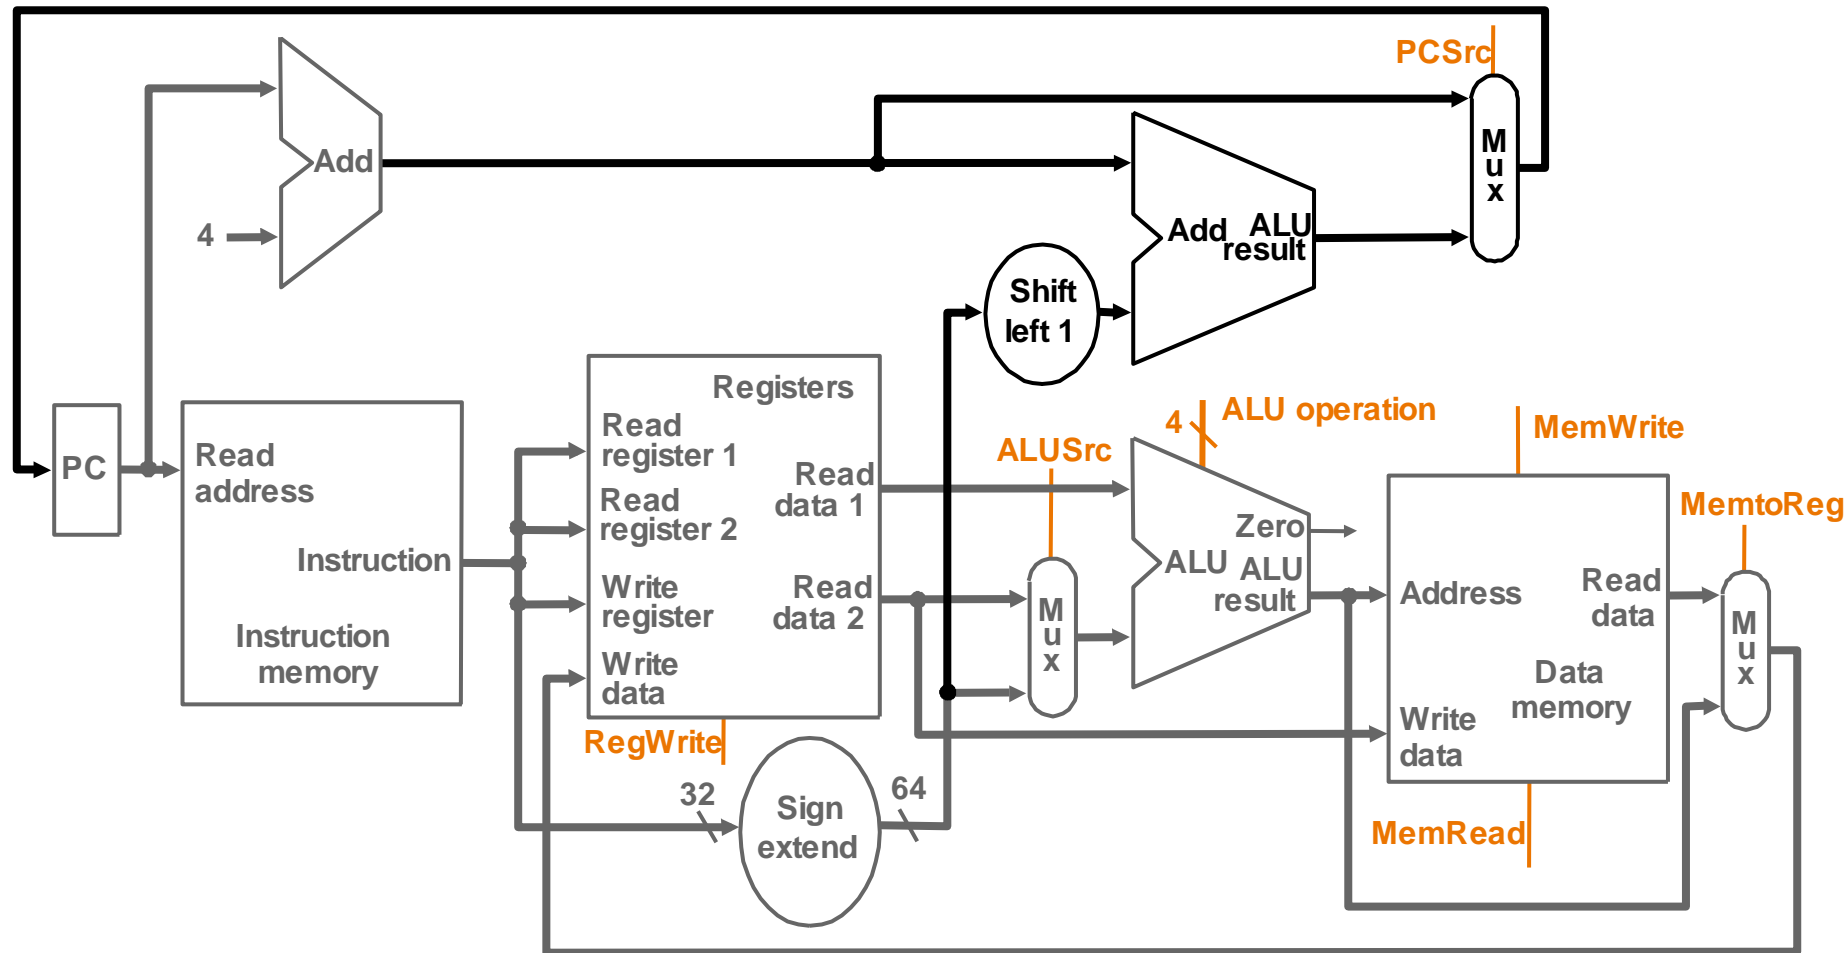 PCSrc
M
u
x
Add
4
Add
ALU
result
Shift
left 1
PC
Read
address
Instruction
Instruction
memory
Registers
Read
register 1
Read
register 2
Write
register
Write
data
Read
data 1
Read
data 2
RegWrite
32
Sign
extend
64
ALUSrc
M
u
x
4
ALU operation
Zero
ALU
ALU
result
MemWrite
Address
Read
data
Data
memory
Write
data
MemRead
MemtoReg
M
u
x